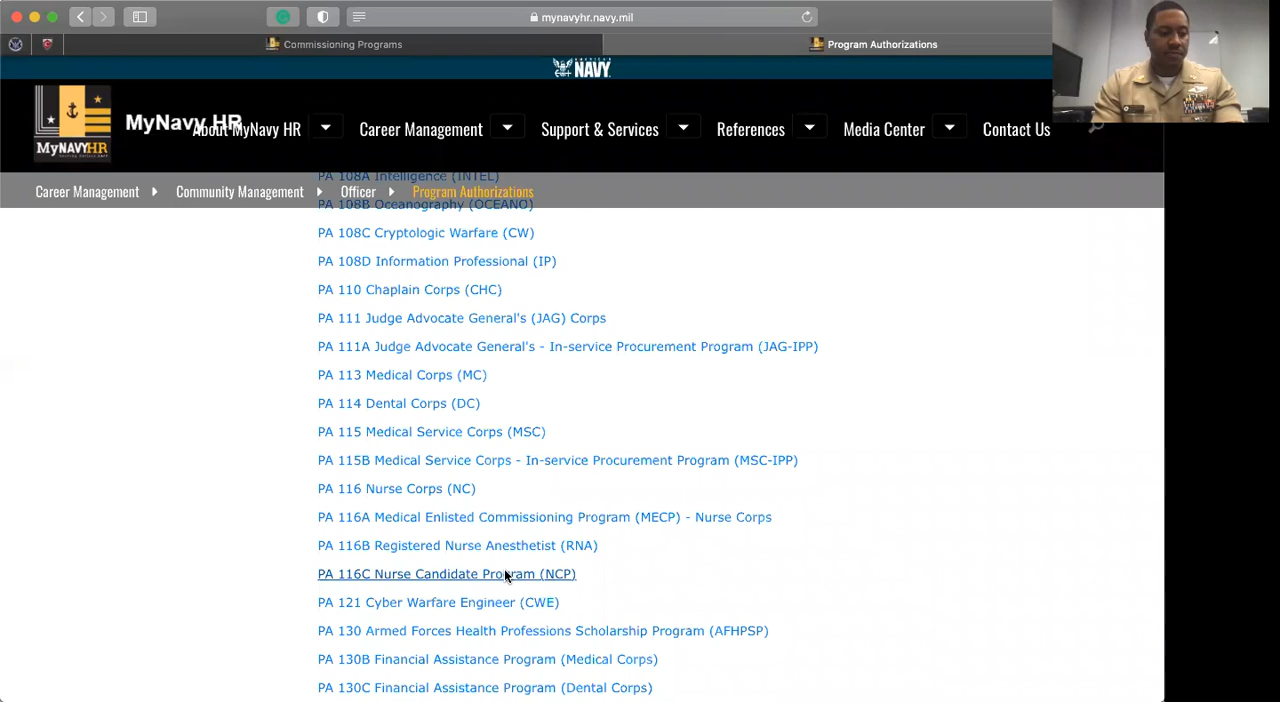 mynavyhr.navy.mil
Commissioning Programs
Program Authorizations
AMERICA'S
NAVY
MyNavyHR
MyNavy HR
About MyNavy HR
Career Management
Support & Services
References
Media Center
Contact Us
Career Management
Community Management
Officer
Program Authorizations
PA 108A Intelligence (INTEL)
PA 108B Oceanography (OCEANO)
PA 108C Cryptologic Warfare (CW)
PA 108D Information Professional (IP)
PA 110 Chaplain Corps (CHC)
PA 111 Judge Advocate General's (JAG) Corps
PA 111A Judge Advocate General's - In-service Procurement Program (JAG-IPP)
PA 113 Medical Corps (MC)
PA 114 Dental Corps (DC)
PA 115 Medical Service Corps (MSC)
PA 115B Medical Service Corps - In-service Procurement Program (MSC-IPP)
PA 116 Nurse Corps (NC)
PA 116A Medical Enlisted Commissioning Program (MECP) - Nurse Corps
PA 116B Registered Nurse Anesthetist (RNA)
PA 116C Nurse Candidate Program (NCP)
PA 121 Cyber Warfare Engineer (CWE)
PA 130 Armed Forces Health Professions Scholarship Program (AFHPSP)
PA 130B Financial Assistance Program (Medical Corps)
PA 130C Financial Assistance Program (Dental Corps)